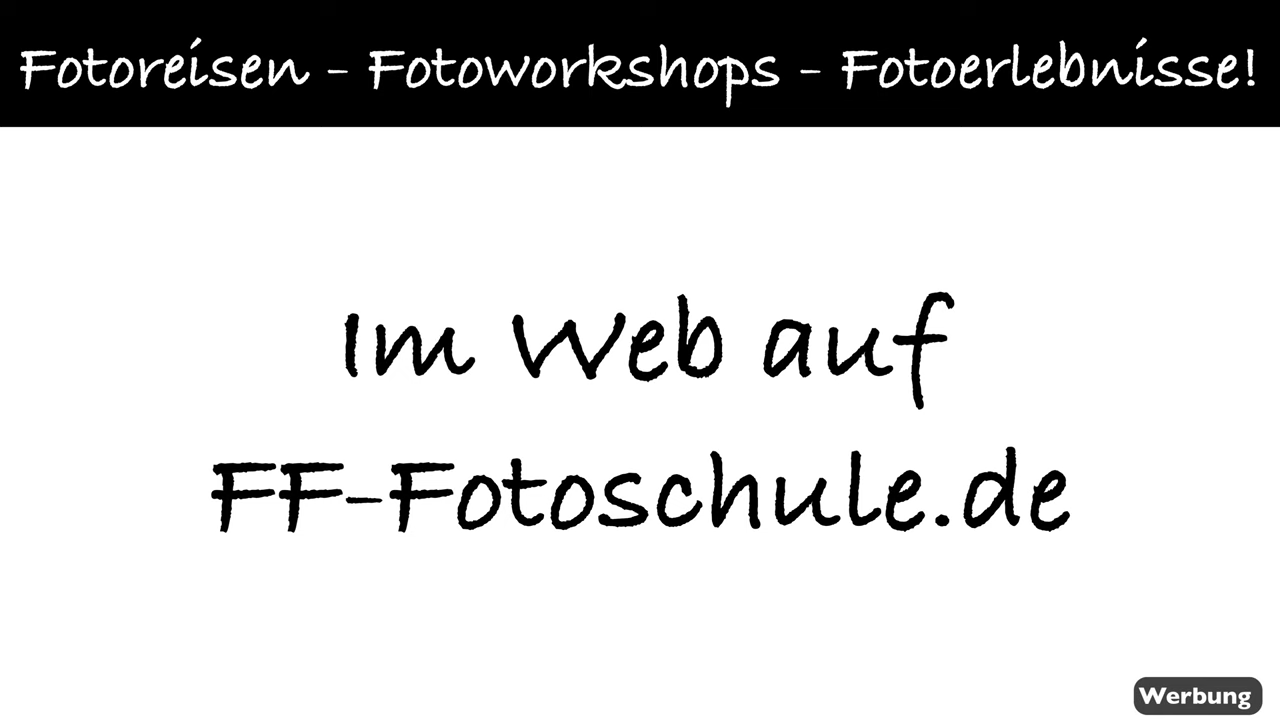 Fotoreisen - Fotoworkshops - Fotoerlebnisse!
Im Web auf
FF-Fotoschule.de
Werbung